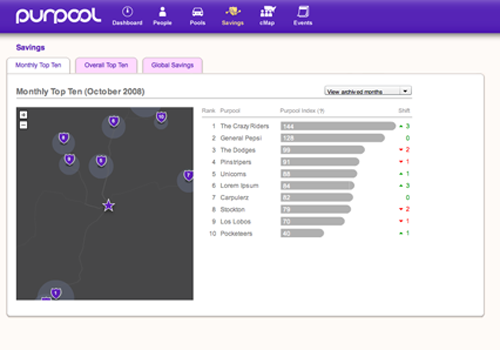 purpool
Dashboard People Pools Savings cMap Events
Savings
Monthly Top Ten Overall Top Ten Global Savings
Monthly Top Ten (October 2008) View archived months
Rank Purpool Purpool Index (?) Shift
1 The Crazy Riders 144 3
2 General Pepsi 128 0
3 The Dodges 99 2
4 Pinstripers 91 1
5 Unicorns 88 1
6 Lorem Ipsum 84 3
7 Carpulerz 82 0
8 Stockton 79 2
9 Los Lobos 70 1
10 Pocketeers 40 1